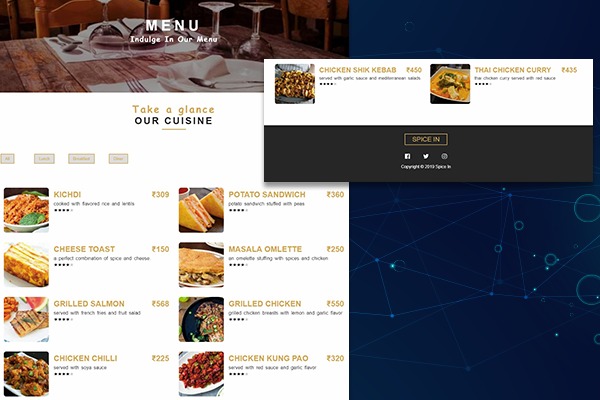 MENU
Indulge In Our Menu
Take a glance
OUR CUISINE
All
Lunch
Breakfast
Diner
KICHDI ₹309
cooked with flavored rice and lentils
POTATO SANDWICH ₹360
potato sandwich stuffed with peas
CHEESE TOAST ₹150
a perfect combination of spice and cheese
MASALA OMLETTE ₹250
an omelette stuffing with spices and chicken
GRILLED SALMON ₹568
served with french fries and fruit salad
GRILLED CHICKEN ₹550
grilled chicken breasts with lemon and garlic flavor
CHICKEN CHILLI ₹225
served with soya sauce
CHICKEN KUNG PAO ₹320
served with red sauce and garlic flavor
CHICKEN SHIK KEBAB ₹450
served with garlic sauce and mediterranean salads
THAI CHICKEN CURRY ₹435
thai chicken curry served with red sauce
SPICE IN
Copyright © 2019 Spice In